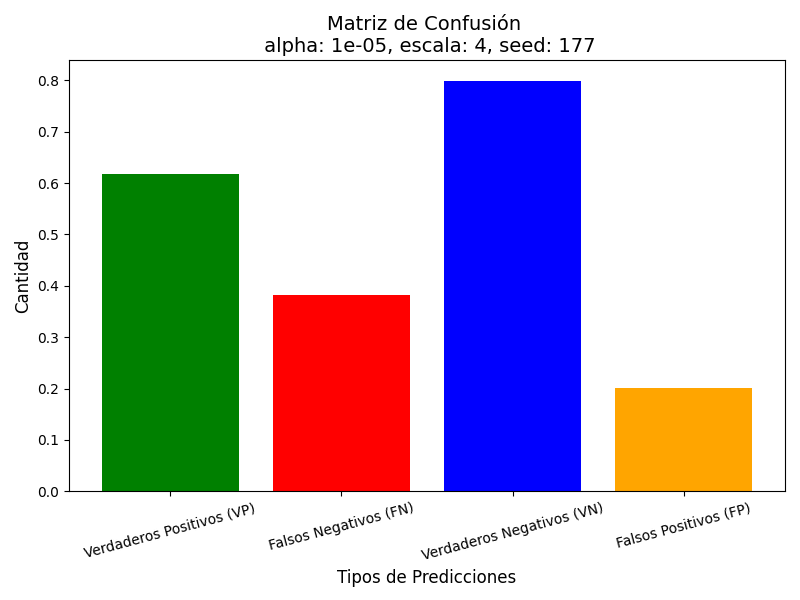 Matriz de Confusión
alpha: 1e-05, escala: 4, seed: 177
Cantidad
0.8
0.7
0.6
0.5
0.4
0.3
0.2
0.1
0.0
Verdaderos Positivos (VP)
Falsos Negativos (FN)
Verdaderos Negativos (VN)
Falsos Positivos (FP)
Tipos de Predicciones